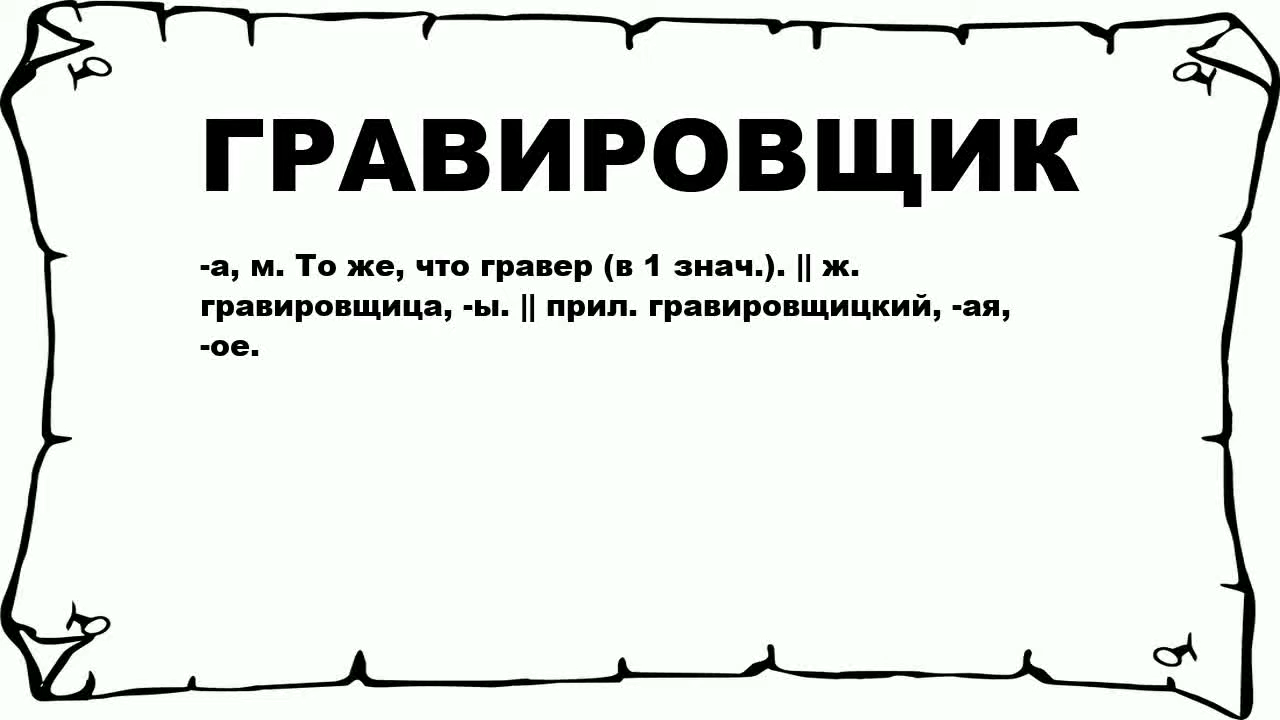 ГРАВИРОВЩИК
-а, м. То же, что гравер (в 1 знач.). || ж.
гравировщица, -ы. || прил. гравировщицкий, -ая,
-ое.